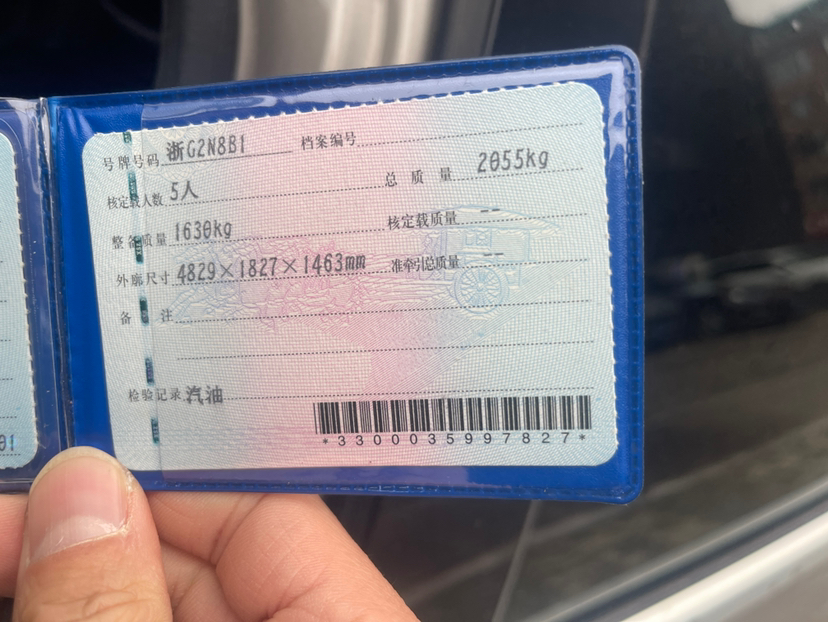 号牌号码 浙G2N8B1 档案编号
核定载人数 5人 总质量 2055kg
整备质量 1630kg 核定载质量 --
外廓尺寸 4829×1827×1463mm 准牵引总质量 --
备注
检验记录 汽油
*3300035997827*
01